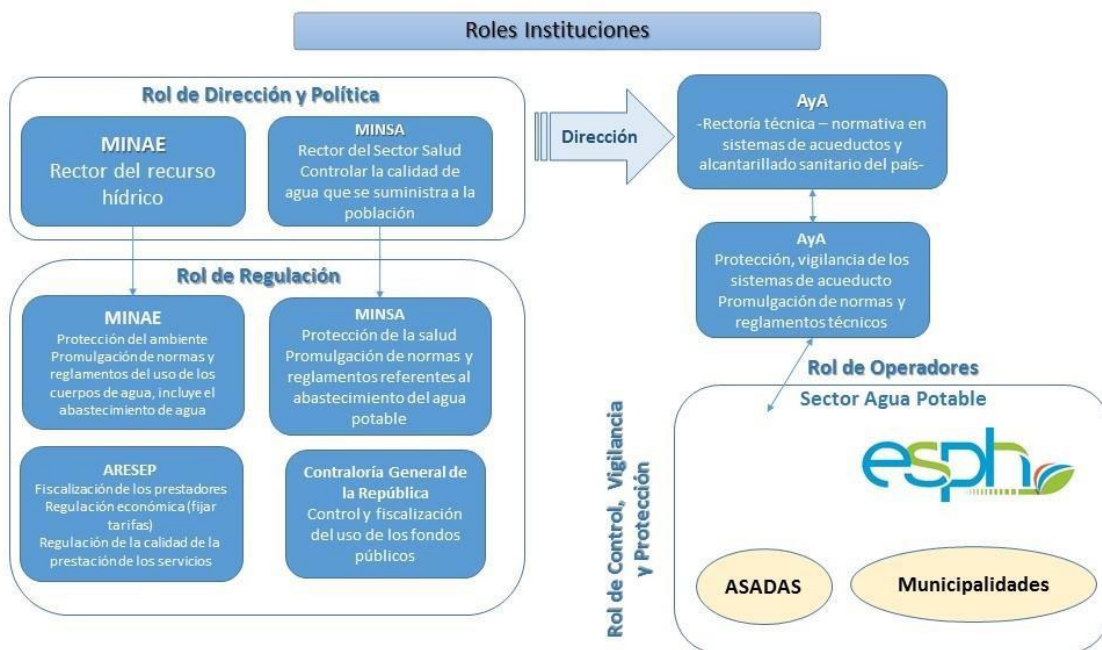 Roles Instituciones
Rol de Dirección y Política
MINAE
Rector del recurso
hídrico
MINSA
Rector del Sector Salud
Controlar la calidad de
agua que se suministra a la
población
Dirección
AyA
-Rectoría técnica – normativa en
sistemas de acueductos y
alcantarillado sanitario del país-
AyA
Protección, vigilancia de los
sistemas de acueducto
Promulgación de normas y
reglamentos técnicos
Rol de Regulación
MINAE
Protección del ambiente
Promulgación de normas y
reglamentos del uso de los
cuerpos de agua, incluye el
abastecimiento de agua
MINSA
Protección de la salud
Promulgación de normas y
reglamentos referentes al
abastecimiento del agua
potable
ARESEP
Fiscalización de los prestadores
Regulación económica (fijar
tarifas)
Regulación de la calidad de la
prestación de los servicios
Contraloría General de
la República
Control y fiscalización
del uso de los fondos
públicos
Rol de Control, Vigilancia
y Protección
Rol de Operadores
Sector Agua Potable
esph
ASADAS
Municipalidades